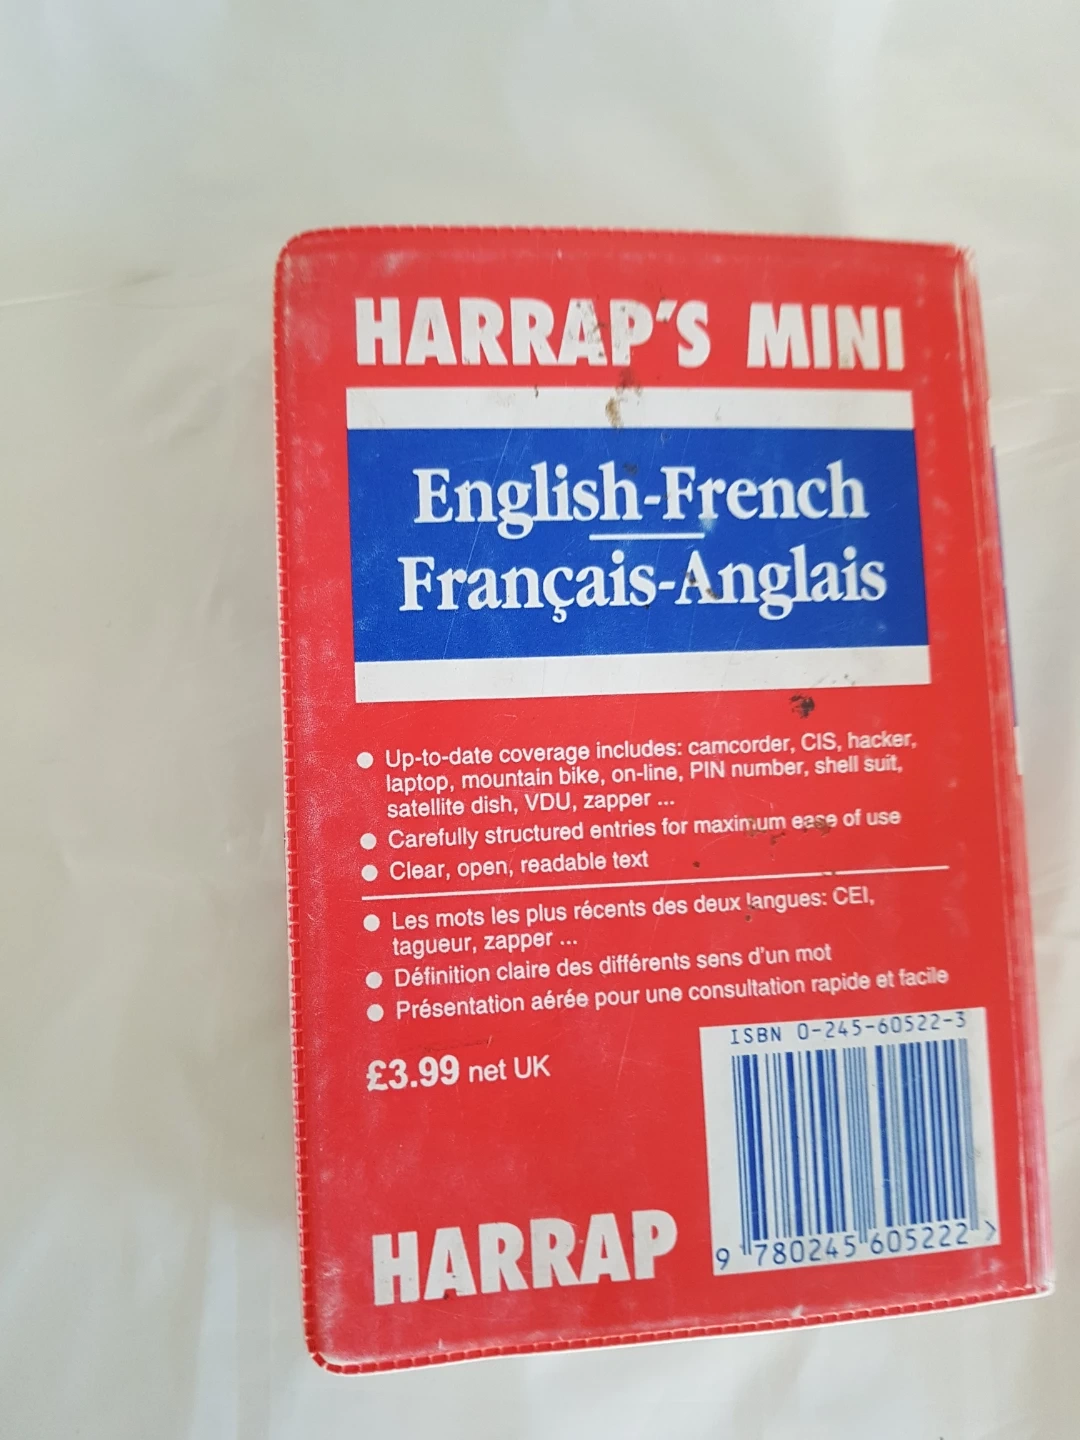 HARRAP'S MINI
English-French
Français-Anglais
● Up-to-date coverage includes: camcorder, CIS, hacker,
laptop, mountain bike, on-line, PIN number, shell suit,
satellite dish, VDU, zapper ...
● Carefully structured entries for maximum ease of use
● Clear, open, readable text
● Les mots les plus récents des deux langues: CEI,
tagueur, zapper ...
● Définition claire des différents sens d'un mot
● Présentation aérée pour une consultation rapide et facile
£3.99 net UK
ISBN 0-245-60522-3
9 780245 605222 >
HARRAP